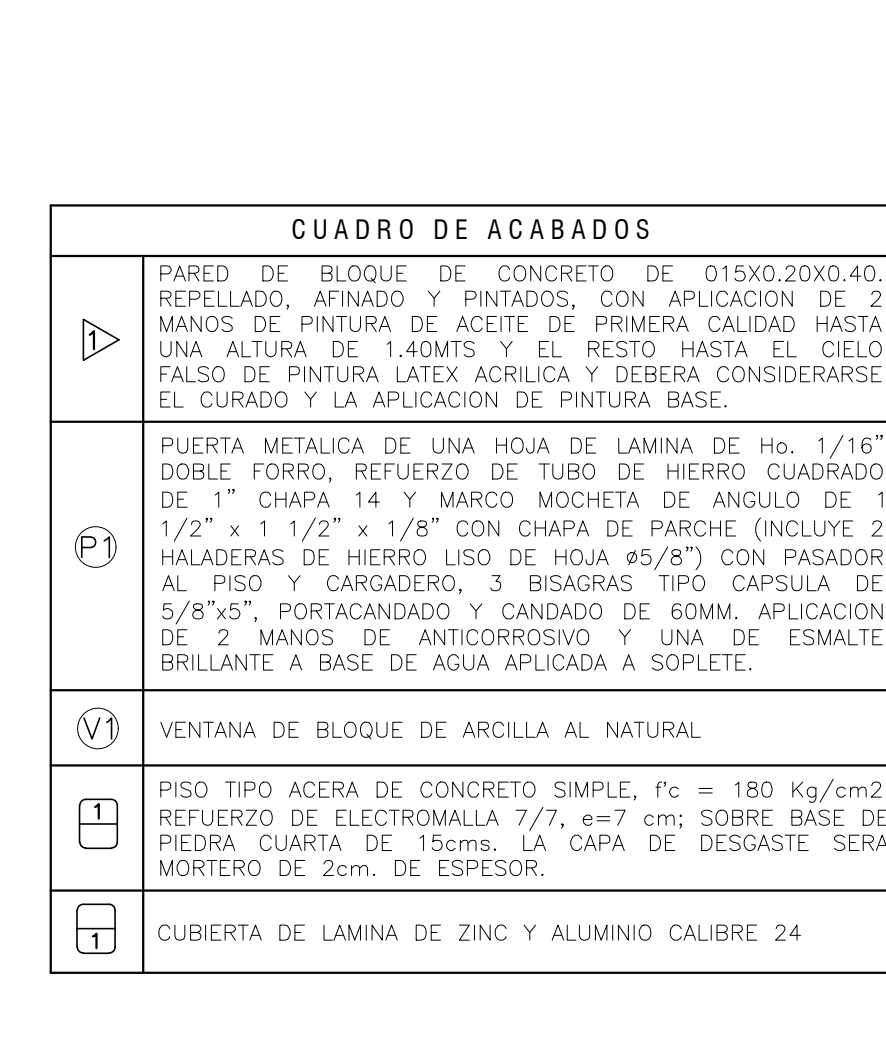 CUADRO DE ACABADOS
1
PARED DE BLOQUE DE CONCRETO DE 015X0.20X0.40.
REPELLADO, AFINADO Y PINTADOS, CON APLICACION DE 2
MANOS DE PINTURA DE ACEITE DE PRIMERA CALIDAD HASTA
UNA ALTURA DE 1.40MTS Y EL RESTO HASTA EL CIELO
FALSO DE PINTURA LATEX ACRILICA Y DEBERA CONSIDERARSE
EL CURADO Y LA APLICACION DE PINTURA BASE.
P1
PUERTA METALICA DE UNA HOJA DE LAMINA DE Ho. 1/16"
DOBLE FORRO, REFUERZO DE TUBO DE HIERRO CUADRADO
DE 1" CHAPA 14 Y MARCO MOCHETA DE ANGULO DE 1
1/2" x 1 1/2" x 1/8" CON CHAPA DE PARCHE (INCLUYE 2
HALADERAS DE HIERRO LISO DE HOJA ø5/8") CON PASADOR
AL PISO Y CARGADERO, 3 BISAGRAS TIPO CAPSULA DE
5/8"x5", PORTACANDADO Y CANDADO DE 60MM. APLICACION
DE 2 MANOS DE ANTICORROSIVO Y UNA DE ESMALTE
BRILLANTE A BASE DE AGUA APLICADA A SOPLETE.
V1
VENTANA DE BLOQUE DE ARCILLA AL NATURAL
1
PISO TIPO ACERA DE CONCRETO SIMPLE, f'c = 180 Kg/cm2
REFUERZO DE ELECTROMALLA 7/7, e=7 cm; SOBRE BASE DE
PIEDRA CUARTA DE 15cms. LA CAPA DE DESGASTE SERA
MORTERO DE 2cm. DE ESPESOR.
1
CUBIERTA DE LAMINA DE ZINC Y ALUMINIO CALIBRE 24